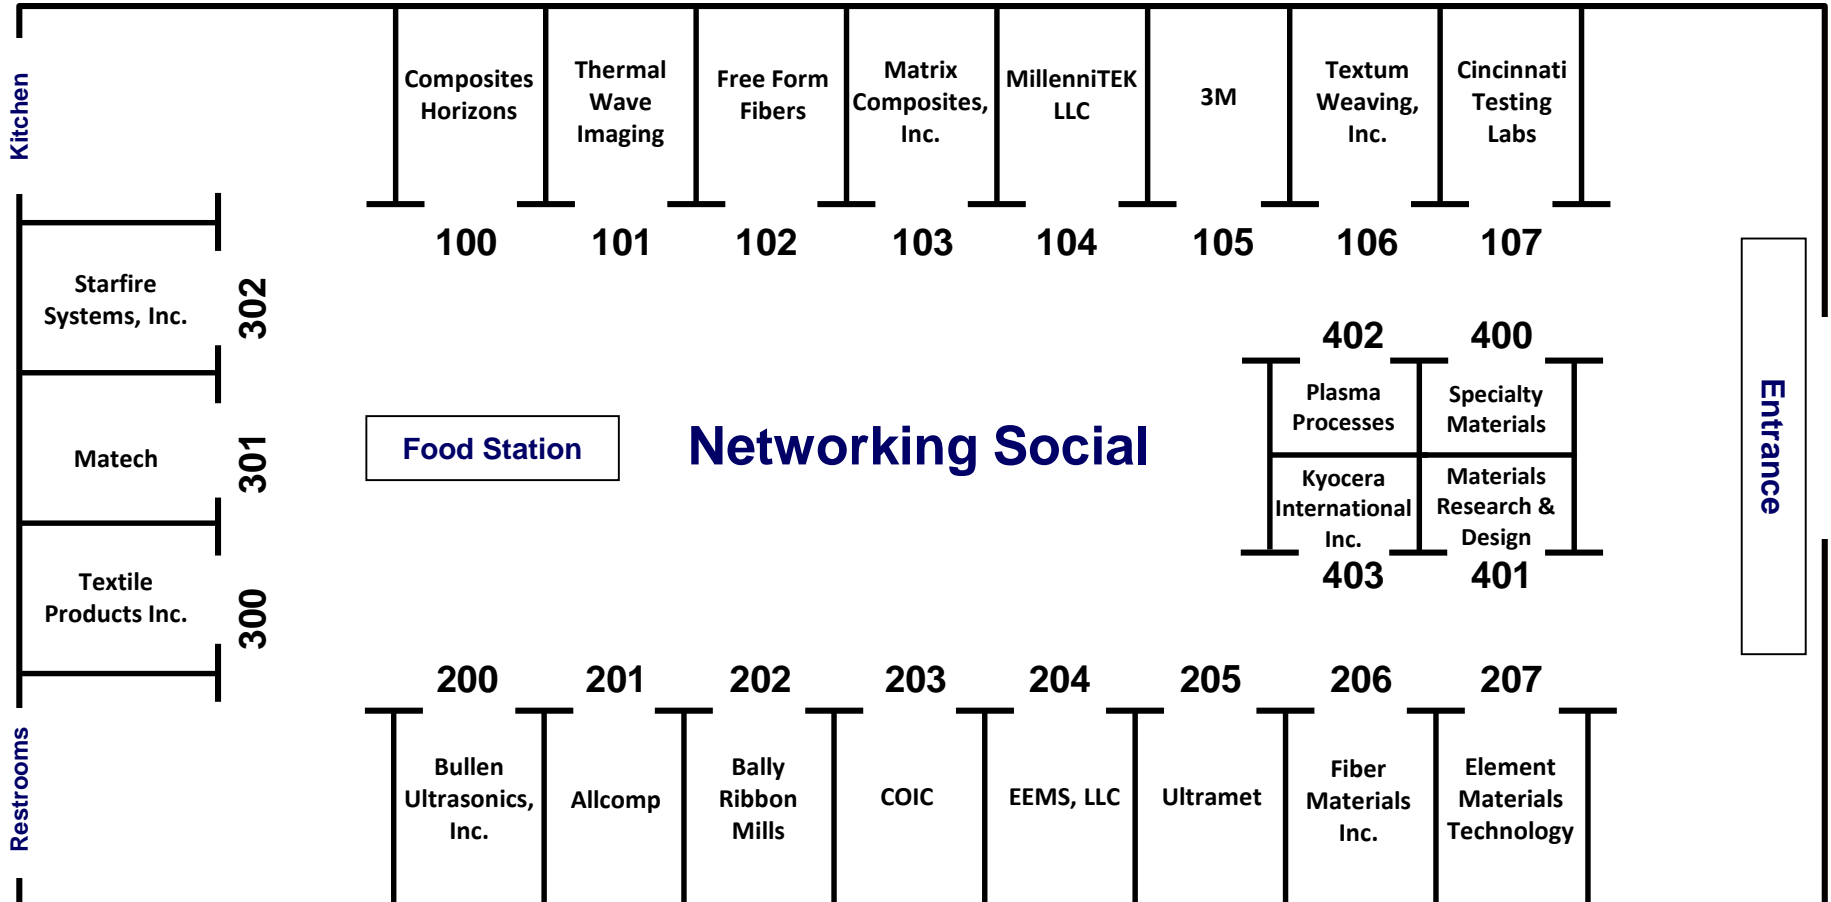 Kitchen
Composites
Horizons
Thermal
Wave
Imaging
Free Form
Fibers
Matrix
Composites,
Inc.
MillenniTEK
LLC
3M
Textum
Weaving,
Inc.
Cincinnati
Testing
Labs
100
101
102
103
104
105
106
107
Starfire
Systems, Inc.
302
Matech
301
Textile
Products Inc.
300
Food Station
Networking Social
402
400
Plasma
Processes
Specialty
Materials
Kyocera
International
Inc.
Materials
Research &
Design
403
401
Entrance
200
201
202
203
204
205
206
207
Restrooms
Bullen
Ultrasonics,
Inc.
Allcomp
Bally
Ribbon
Mills
COIC
EEMS, LLC
Ultramet
Fiber
Materials
Inc.
Element
Materials
Technology